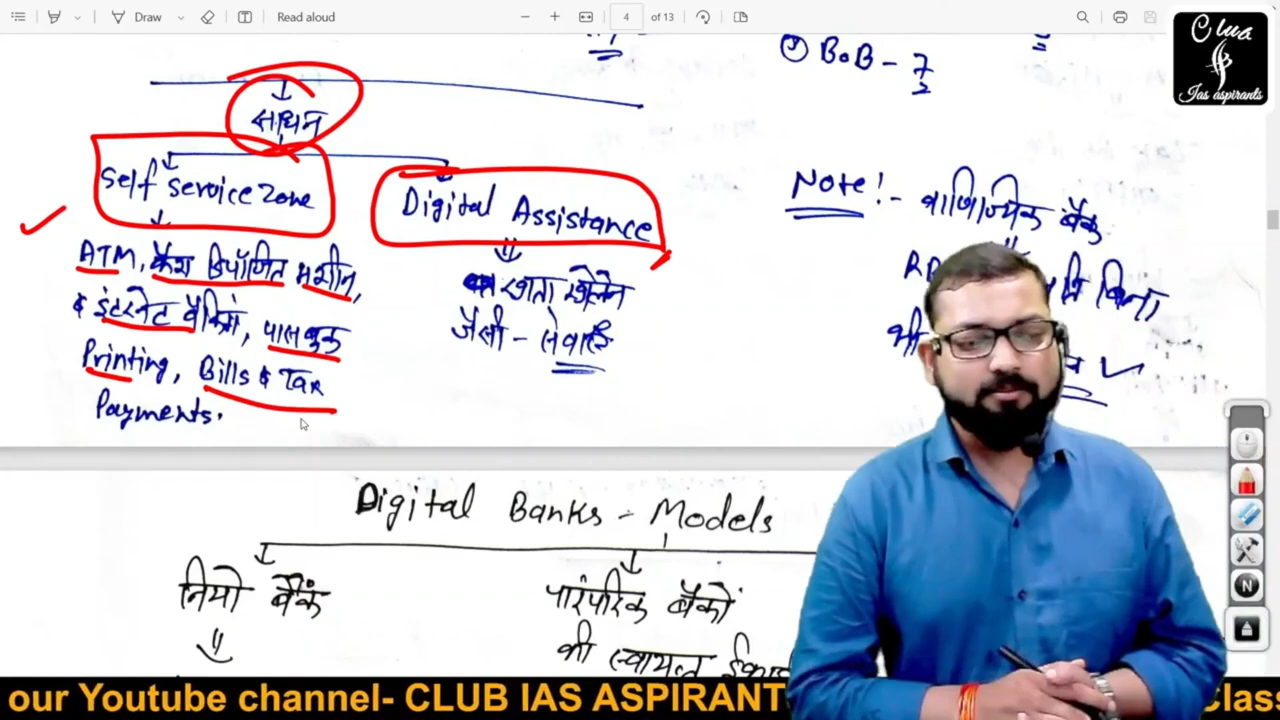 Draw
Read aloud
4 of 13
Club
Ias aspirants
③ BOB - 7
साधन
Self Service Zone
Digital Assistance
ATM, कैश डिपॉजिट मशीन,
& इंटरनेट बैंकिंग, पासबुक
Printing, Bills & Tax
Payments.
खाता खोलने
जैसी - सेवाएं
Note! - वाणिज्यिक बैंक
बिना
भी
Digital Banks - Models
नियो बैंक
पारंपरिक बैंकों
की स्वायत्त
our Youtube channel- CLUB IAS ASPIRANT
Class